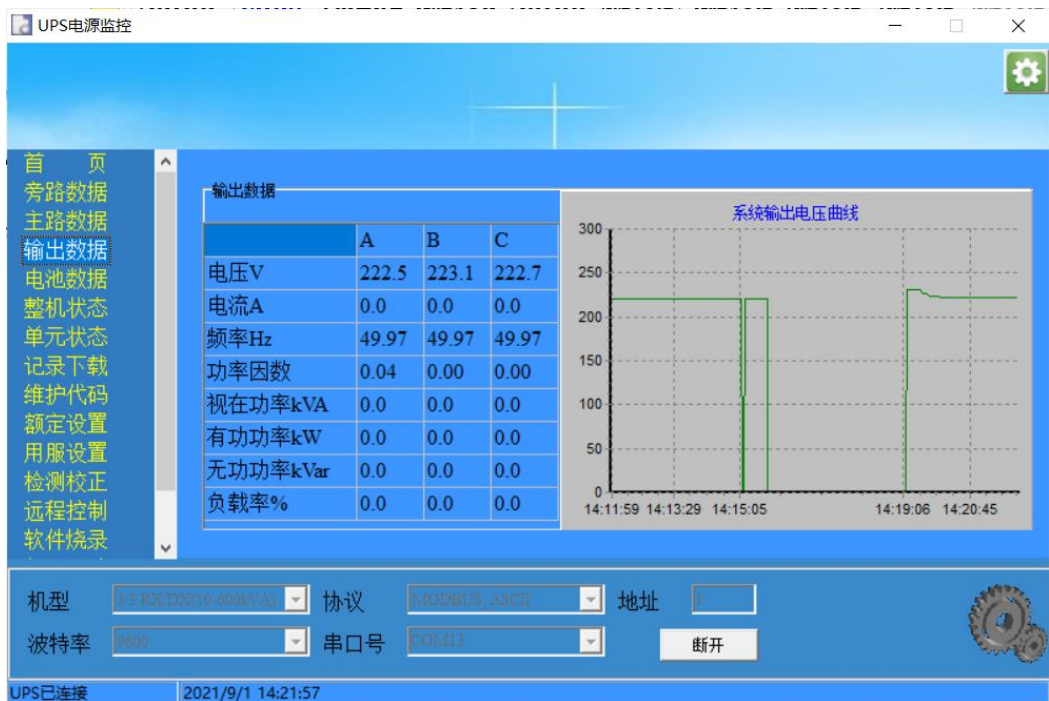 UPS电源监控
首 页
旁路数据
主路数据
输出数据
电池数据
整机状态
单元状态
记录下载
维护代码
额定设置
用服设置
检测校正
远程控制
软件烧录
输出数据
A B C
电压V 222.5 223.1 222.7
电流A 0.0 0.0 0.0
频率Hz 49.97 49.97 49.97
功率因数 0.04 0.00 0.00
视在功率kVA 0.0 0.0 0.0
有功功率kW 0.0 0.0 0.0
无功功率kVar 0.0 0.0 0.0
负载率% 0.0 0.0 0.0
系统输出电压曲线
300
250
200
150
100
50
0
14:11:59 14:13:29 14:15:05 14:19:06 14:20:45
机型 3/3 RX/DX(10-600kVA) 协议 MODBUS_ASCII 地址 1
波特率 9600 串口号 COM13 断开
UPS已连接 2021/9/1 14:21:57